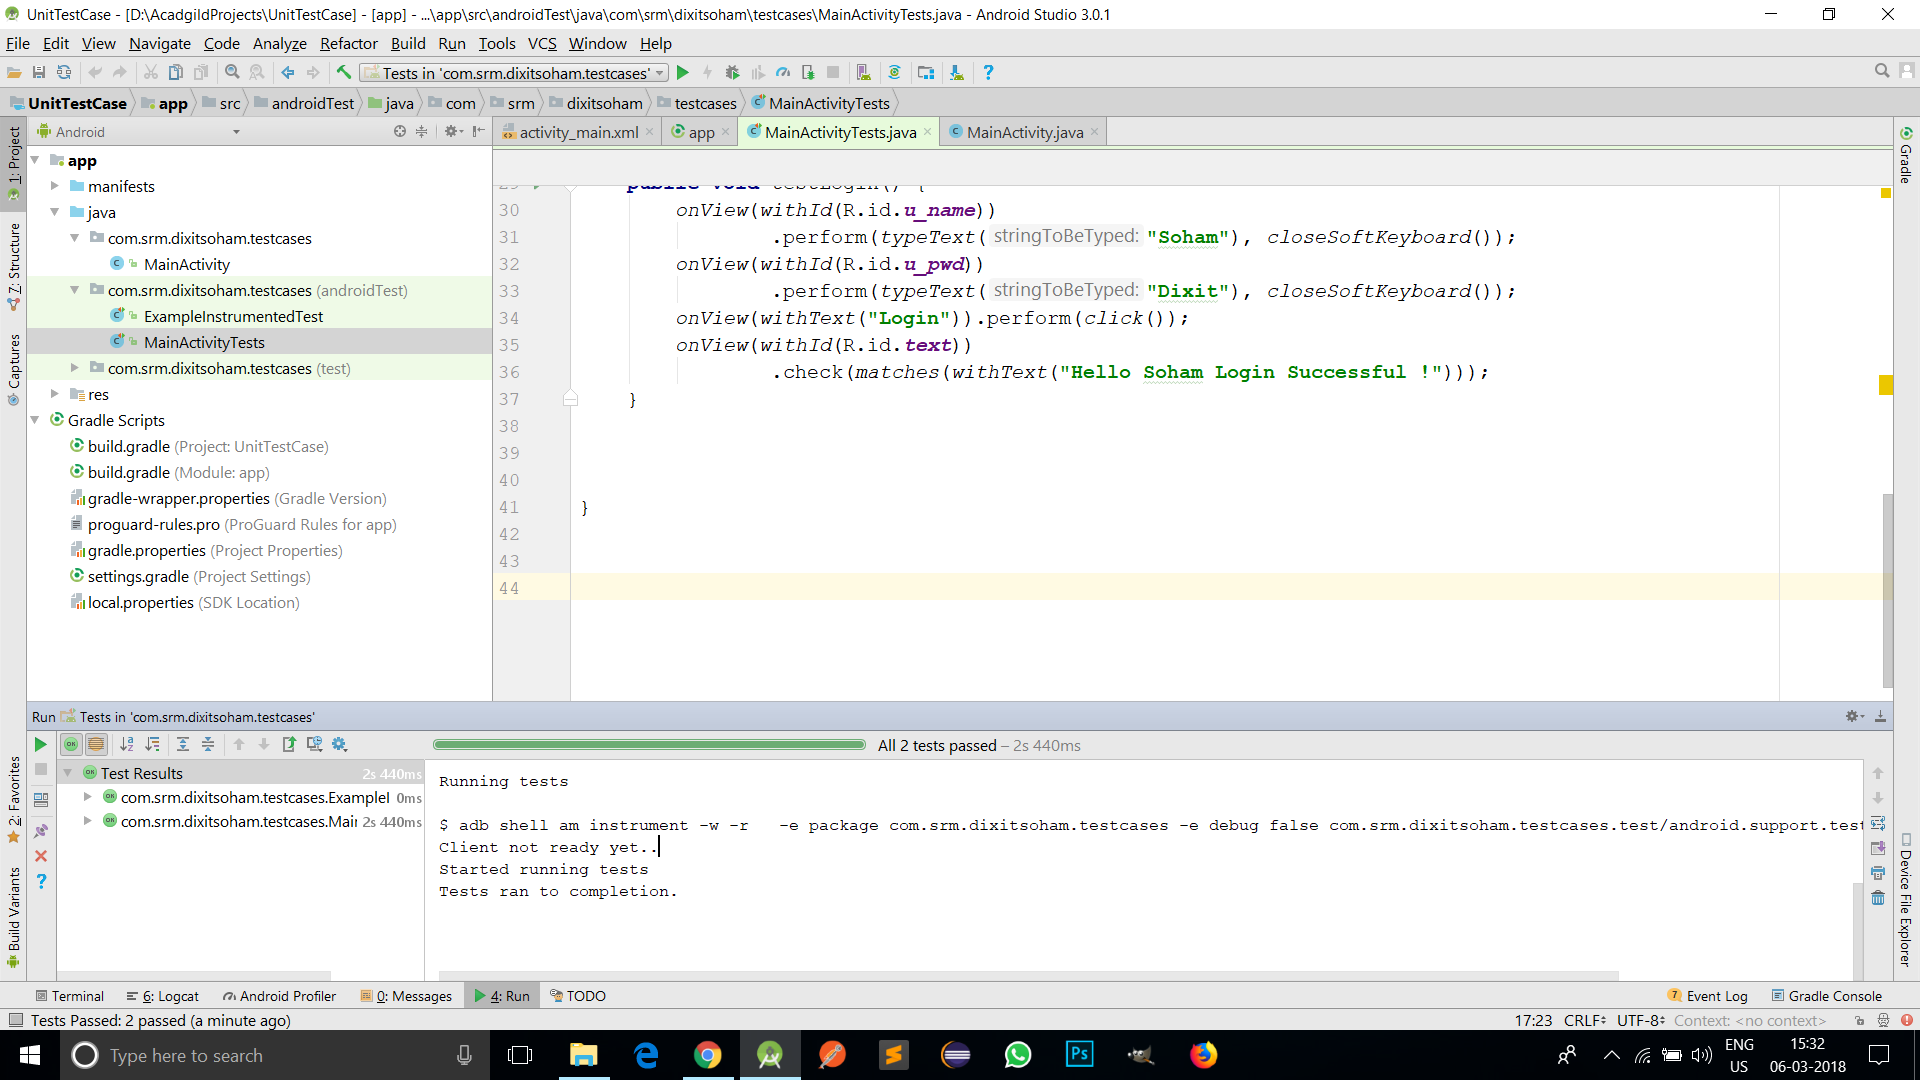 UnitTestCase - [D:\AcadgildProjects\UnitTestCase] - [app] - ...\app\src\androidTest\java\com\srm\dixitsoham\testcases\MainActivityTests.java - Android Studio 3.0.1
File Edit View Navigate Code Analyze Refactor Build Run Tools VCS Window Help
Tests in 'com.srm.dixitsoham.testcases'
UnitTestCase app src androidTest java com srm dixitsoham testcases MainActivityTests
Android
activity_main.xml app MainActivityTests.java MainActivity.java
1: Project
Z: Structure
Captures
2: Favorites
Build Variants
app
manifests
java
com.srm.dixitsoham.testcases
MainActivity
com.srm.dixitsoham.testcases (androidTest)
ExampleInstrumentedTest
MainActivityTests
com.srm.dixitsoham.testcases (test)
res
Gradle Scripts
build.gradle (Project: UnitTestCase)
build.gradle (Module: app)
gradle-wrapper.properties (Gradle Version)
proguard-rules.pro (ProGuard Rules for app)
gradle.properties (Project Properties)
settings.gradle (Project Settings)
local.properties (SDK Location)
29 public void testLogin() {
30 onView(withId(R.id.u_name))
31 .perform(typeText( stringToBeTyped: "Soham"), closeSoftKeyboard());
32 onView(withId(R.id.u_pwd))
33 .perform(typeText( stringToBeTyped: "Dixit"), closeSoftKeyboard());
34 onView(withText("Login")).perform(click());
35 onView(withId(R.id.text))
36 .check(matches(withText("Hello Soham Login Successful !")));
37 }
38
39
40
41 }
42
43
44
Gradle
Device File Explorer
Run Tests in 'com.srm.dixitsoham.testcases'
All 2 tests passed – 2s 440ms
Test Results 2s 440ms
com.srm.dixitsoham.testcases.Examplel 0ms
com.srm.dixitsoham.testcases.Mair 2s 440ms
Running tests
$ adb shell am instrument -w -r   -e package com.srm.dixitsoham.testcases -e debug false com.srm.dixitsoham.testcases.test/android.support.test
Client not ready yet..
Started running tests
Tests ran to completion.
Terminal 6: Logcat Android Profiler 0: Messages 4: Run TODO 7 Event Log Gradle Console
Tests Passed: 2 passed (a minute ago) 17:23 CRLF UTF-8 Context: <no context>
Type here to search
Ps
ENG
US
15:32
06-03-2018